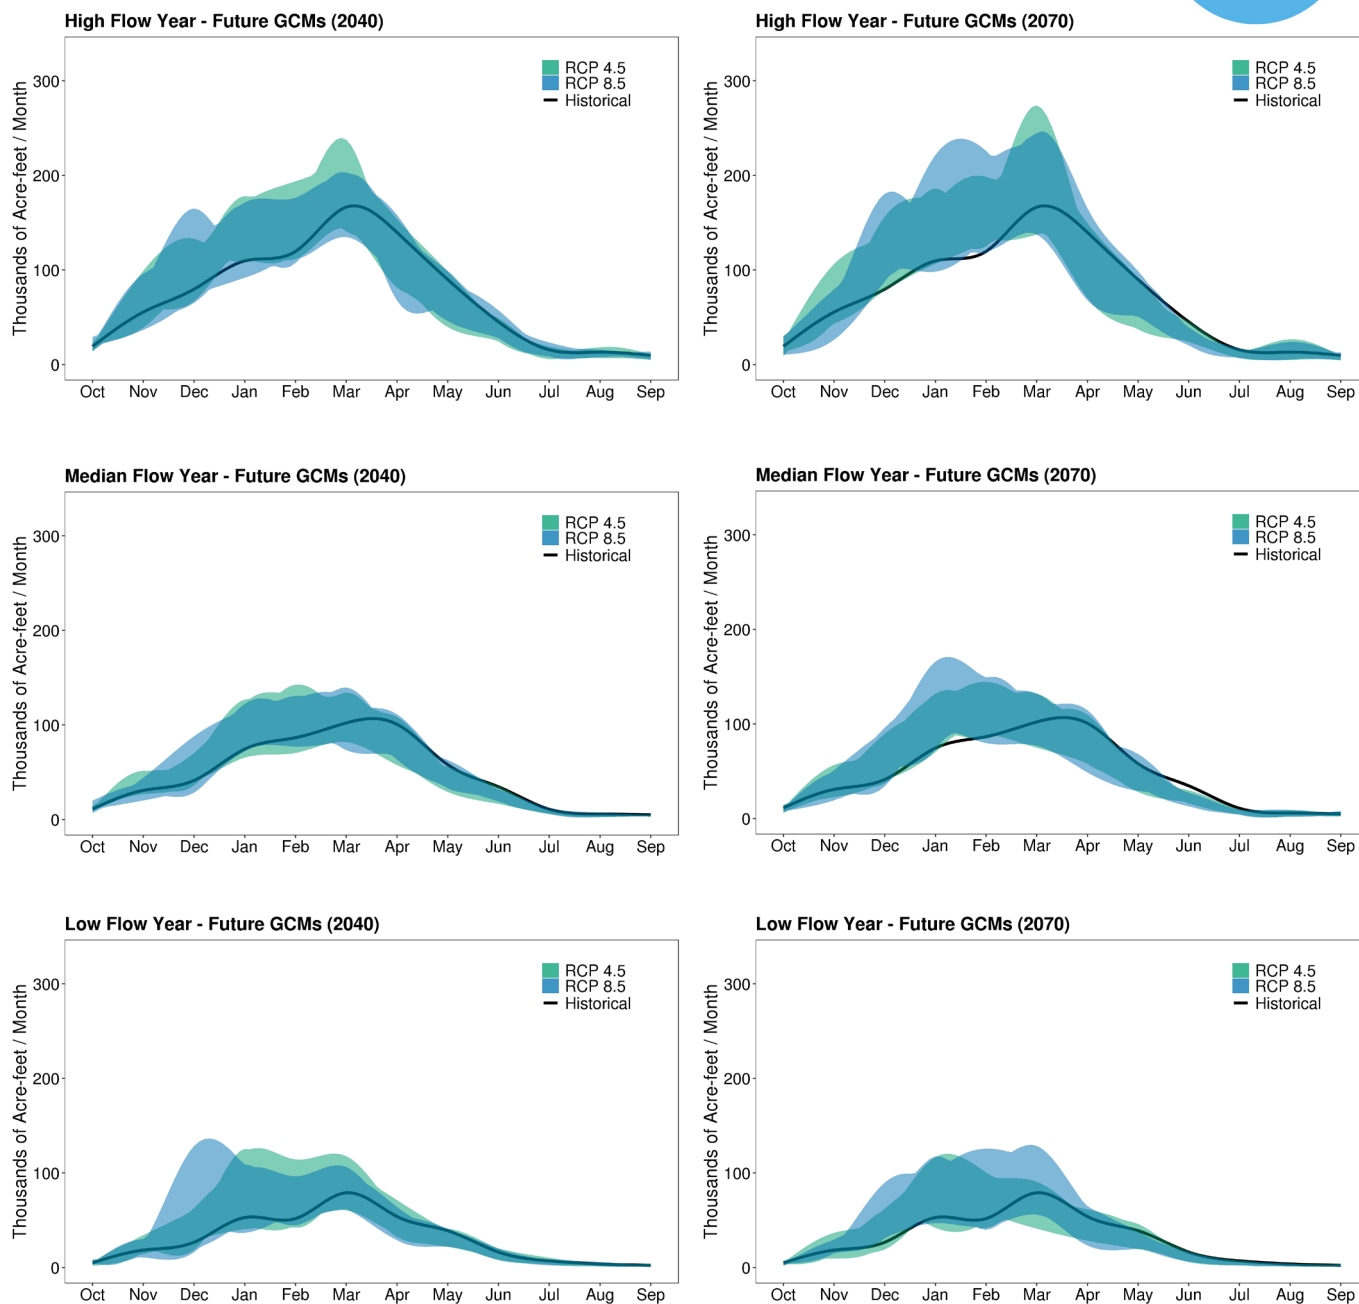 High Flow Year - Future GCMs (2040)
Thousands of Acre-feet / Month
300
200
100
0
RCP 4.5
RCP 8.5
Historical
Oct Nov Dec Jan Feb Mar Apr May Jun Jul Aug Sep
High Flow Year - Future GCMs (2070)
Thousands of Acre-feet / Month
300
200
100
0
RCP 4.5
RCP 8.5
Historical
Oct Nov Dec Jan Feb Mar Apr May Jun Jul Aug Sep
Median Flow Year - Future GCMs (2040)
Thousands of Acre-feet / Month
300
200
100
0
RCP 4.5
RCP 8.5
Historical
Oct Nov Dec Jan Feb Mar Apr May Jun Jul Aug Sep
Median Flow Year - Future GCMs (2070)
Thousands of Acre-feet / Month
300
200
100
0
RCP 4.5
RCP 8.5
Historical
Oct Nov Dec Jan Feb Mar Apr May Jun Jul Aug Sep
Low Flow Year - Future GCMs (2040)
Thousands of Acre-feet / Month
300
200
100
0
RCP 4.5
RCP 8.5
Historical
Oct Nov Dec Jan Feb Mar Apr May Jun Jul Aug Sep
Low Flow Year - Future GCMs (2070)
Thousands of Acre-feet / Month
300
200
100
0
RCP 4.5
RCP 8.5
Historical
Oct Nov Dec Jan Feb Mar Apr May Jun Jul Aug Sep